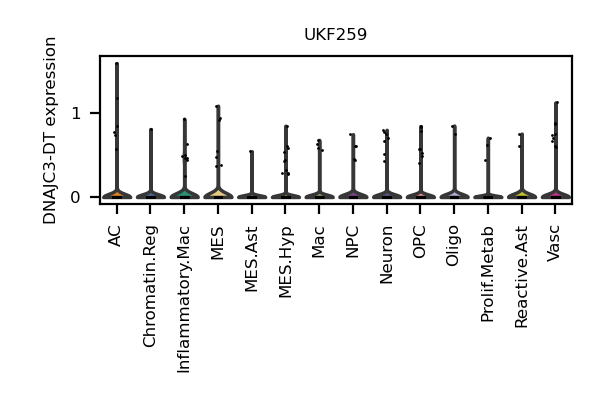 UKF259
DNAJC3-DT expression
1
0
AC
Chromatin.Reg
Inflammatory.Mac
MES
MES.Ast
MES.Hyp
Mac
NPC
Neuron
OPC
Oligo
Prolif.Metab
Reactive.Ast
Vasc